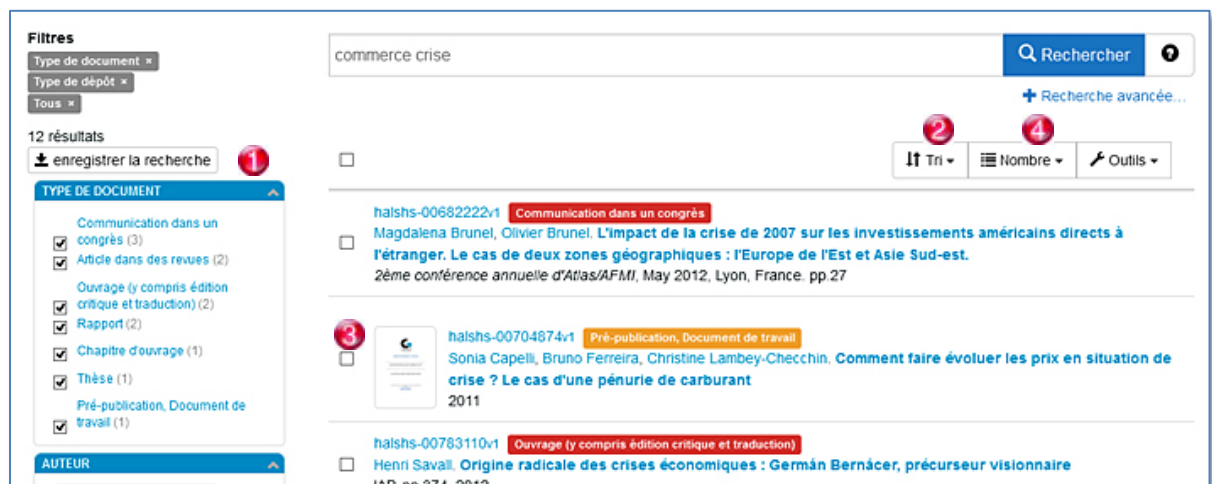 Filtres
Type de document ×
Type de dépôt ×
Tous ×
12 résultats
enregistrer la recherche
1
TYPE DE DOCUMENT
Communication dans un
congrès (3)
Article dans des revues (2)
Ouvrage (y compris édition
critique et traduction) (2)
Rapport (2)
Chapitre d'ouvrage (1)
Thèse (1)
Pré-publication, Document de
travail (1)
AUTEUR
commerce crise
Rechercher ?
+ Recherche avancée...
2 4
Tri Nombre Outils
halshs-00682222v1 Communication dans un congrès
Magdalena Brunel, Olivier Brunel. L'impact de la crise de 2007 sur les investissements américains directs à
l'étranger. Le cas de deux zones géographiques : l'Europe de l'Est et Asie Sud-est.
2ème conférence annuelle d'Atlas/AFMI, May 2012, Lyon, France. pp.27
3
halshs-00704874v1 Pré-publication, Document de travail
Sonia Capelli, Bruno Ferreira, Christine Lambey-Checchin. Comment faire évoluer les prix en situation de
crise ? Le cas d'une pénurie de carburant
2011
halshs-00783110v1 Ouvrage (y compris édition critique et traduction)
Henri Savall. Origine radicale des crises économiques : Germán Bernácer, précurseur visionnaire